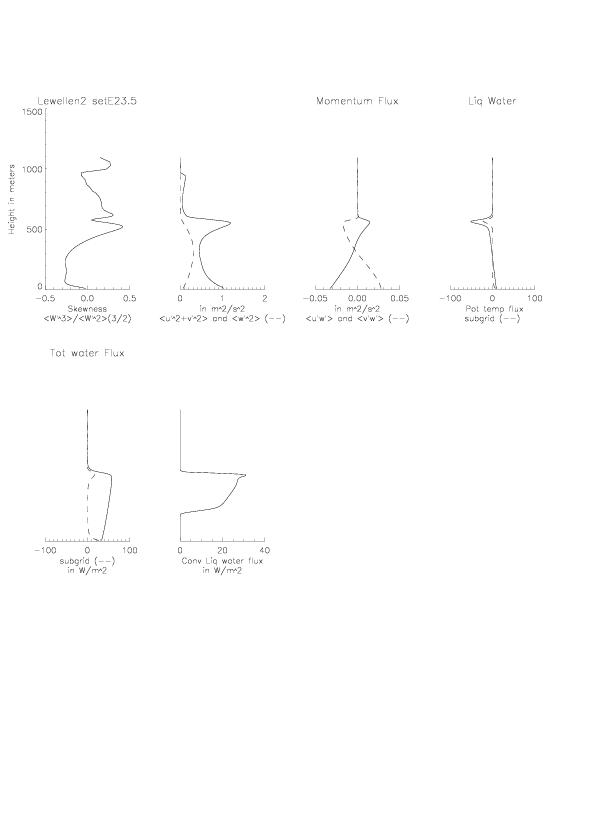 Lewellen2 setE23.5
Momentum Flux
Liq Water
1500
1000
500
0
Height in meters
-0.5 0.0 0.5
Skewness
<W'^3>/<W'^2>(3/2)
0 1 2
in m^2/s^2
<u'^2+v'^2> and <w'^2> (--)
-0.05 0.00 0.05
in m^2/s^2
<u'w'> and <v'w'> (--)
-100 0 100
Pot temp flux
subgrid (--)
Tot water Flux
-100 0 100
subgrid (--)
in W/m^2
0 20 40
Conv Liq water flux
in W/m^2